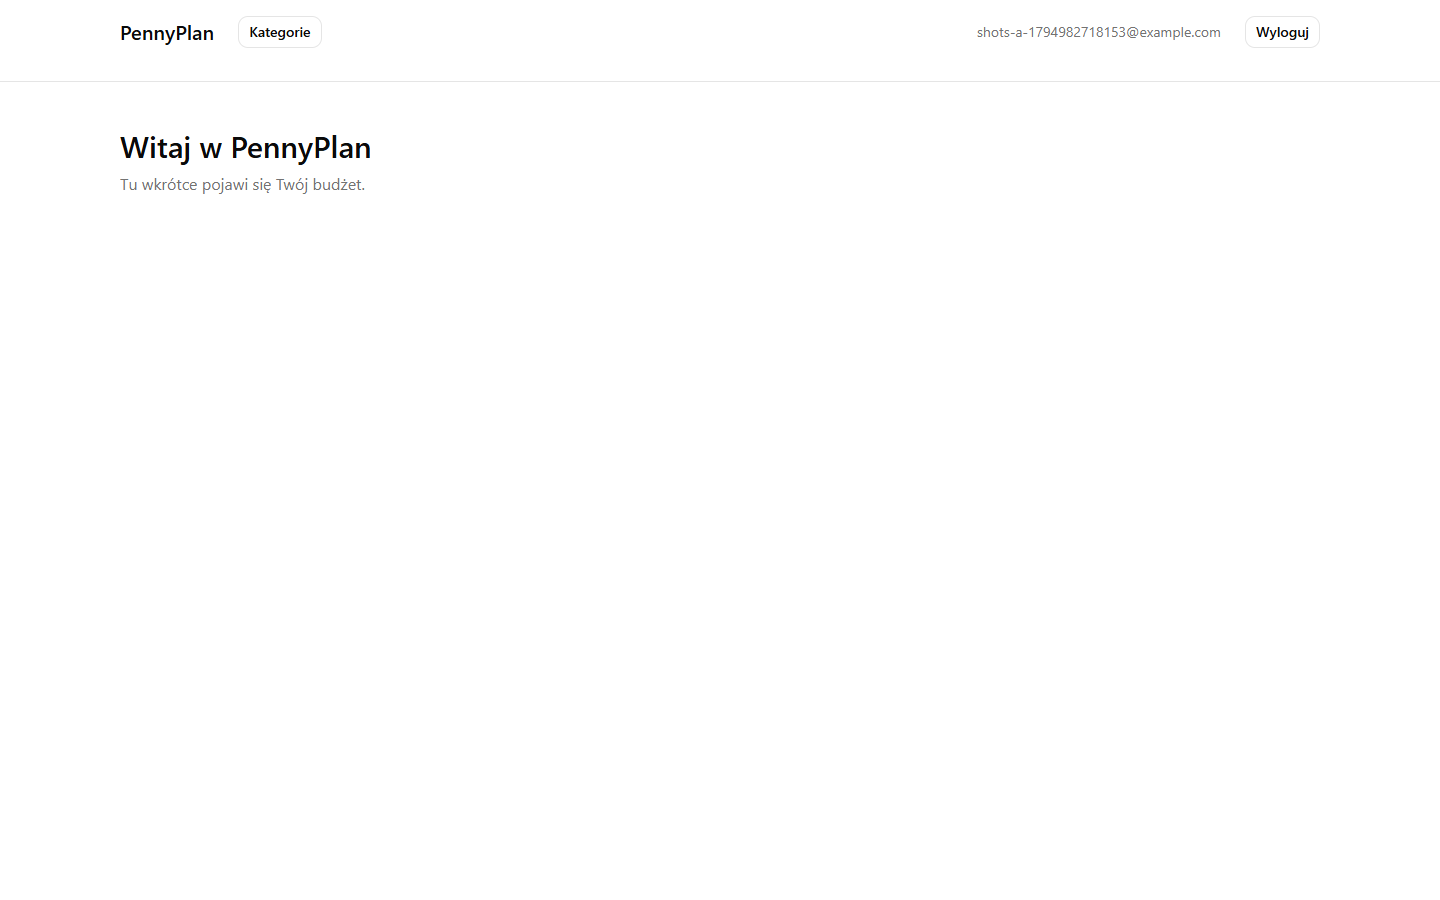 PennyPlan Kategorie shots-a-1794982718153@example.com Wyloguj
Witaj w PennyPlan
Tu wkrótce pojawi się Twój budżet.